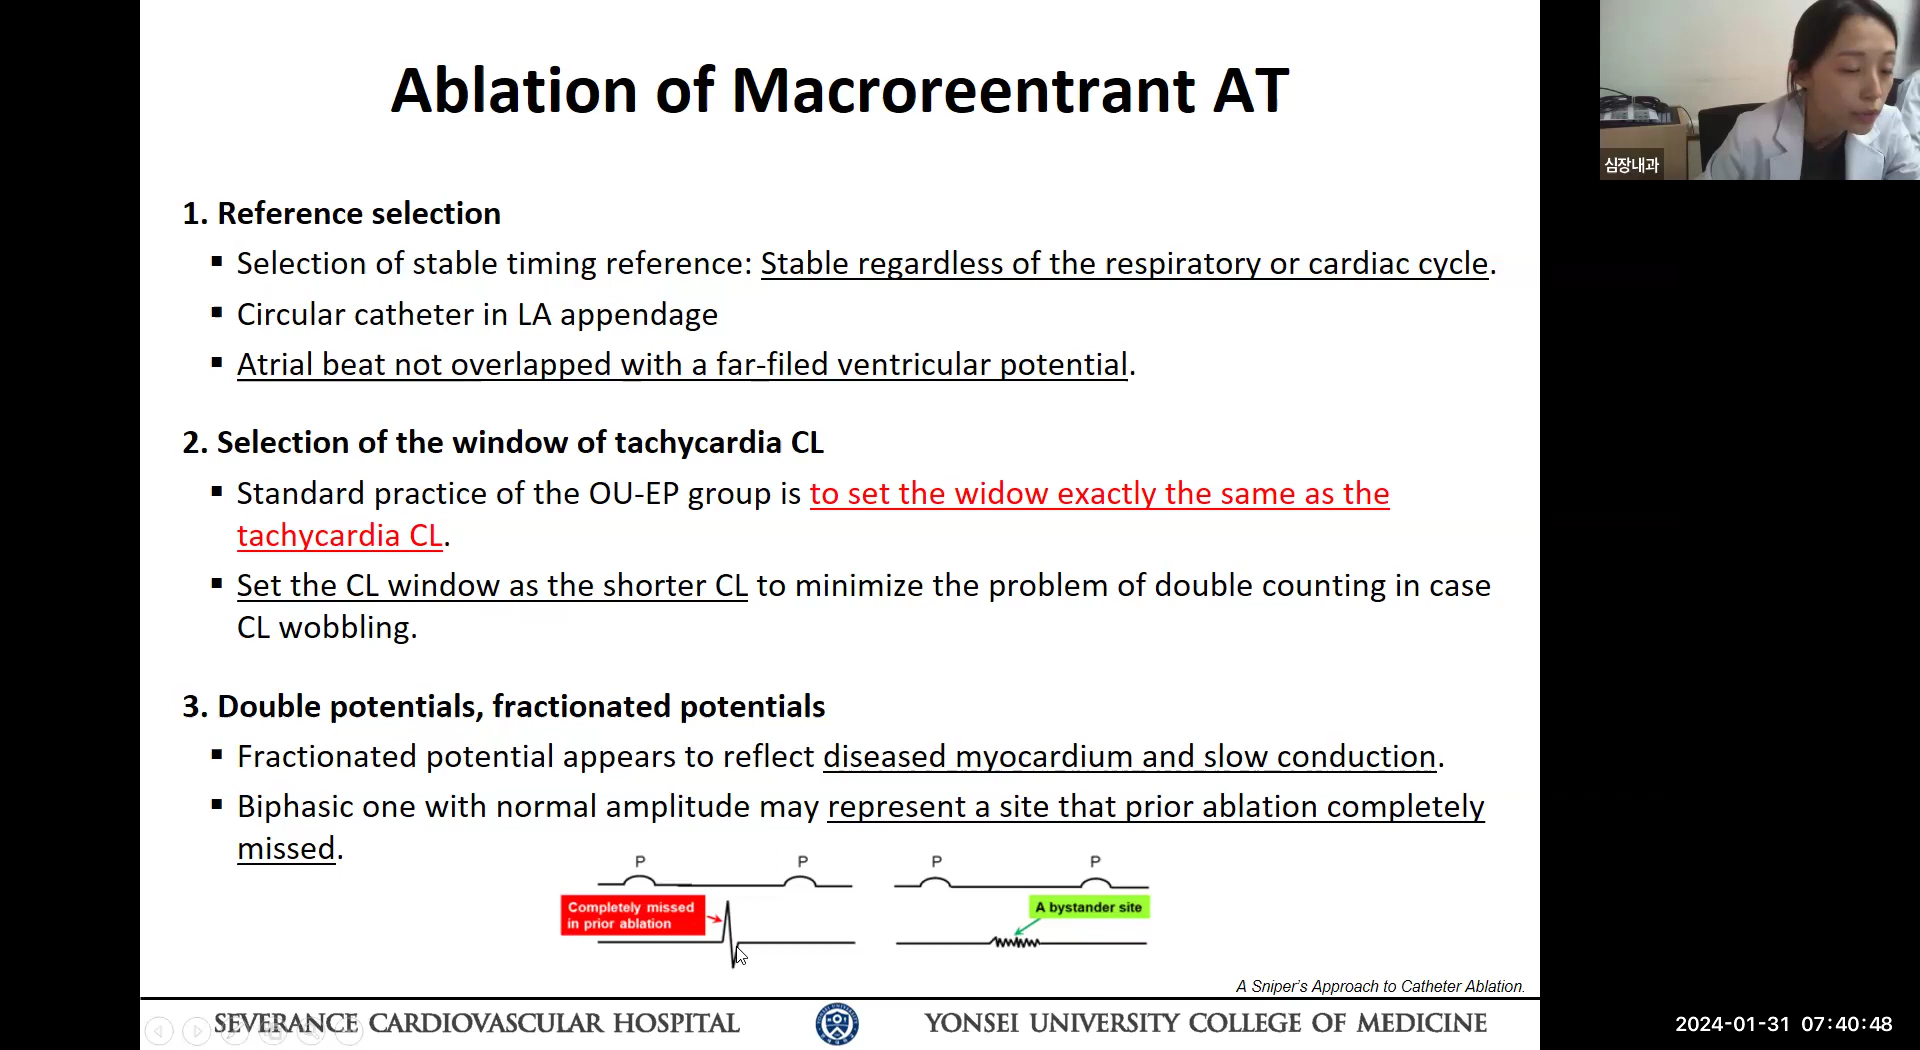 Ablation of Macroreentrant AT
1. Reference selection
▪ Selection of stable timing reference: Stable regardless of the respiratory or cardiac cycle.
▪ Circular catheter in LA appendage
▪ Atrial beat not overlapped with a far-filed ventricular potential.
2. Selection of the window of tachycardia CL
▪ Standard practice of the OU-EP group is to set the widow exactly the same as the
tachycardia CL.
▪ Set the CL window as the shorter CL to minimize the problem of double counting in case
CL wobbling.
3. Double potentials, fractionated potentials
▪ Fractionated potential appears to reflect diseased myocardium and slow conduction.
▪ Biphasic one with normal amplitude may represent a site that prior ablation completely
missed.
P P P P
Completely missed
in prior ablation
A bystander site
A Sniper's Approach to Catheter Ablation.
SEVERANCE CARDIOVASCULAR HOSPITAL
YONSEI UNIVERSITY COLLEGE OF MEDICINE
심장내과
2024-01-31 07:40:48